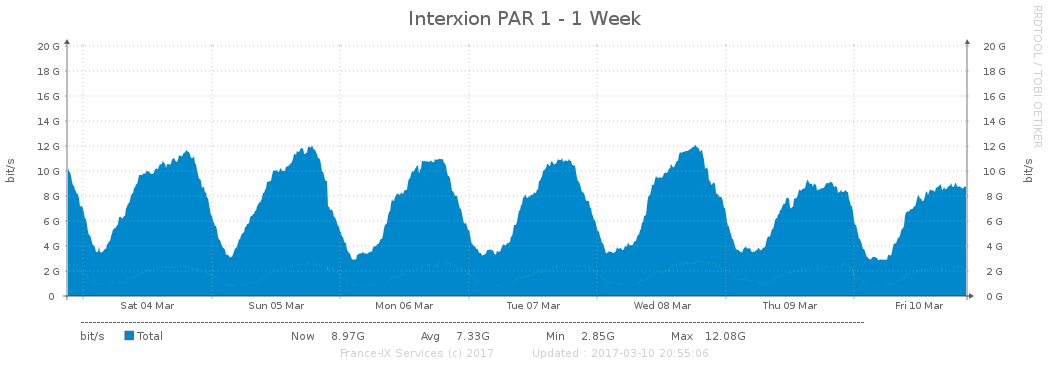 Interxion PAR 1 - 1 Week
RRDTOOL / TOBI OETIKER
20 G 20 G
18 G 18 G
16 G 16 G
14 G 14 G
12 G 12 G
10 G 10 G
8 G 8 G
6 G 6 G
4 G 4 G
2 G 2 G
0 0 G
bit/s
bit/s
Sat 04 Mar Sun 05 Mar Mon 06 Mar Tue 07 Mar Wed 08 Mar Thu 09 Mar Fri 10 Mar
bit/s Total Now 8.97G Avg 7.33G Min 2.85G Max 12.08G
France-IX Services (c) 2017 Updated : 2017-03-10 20:55:06